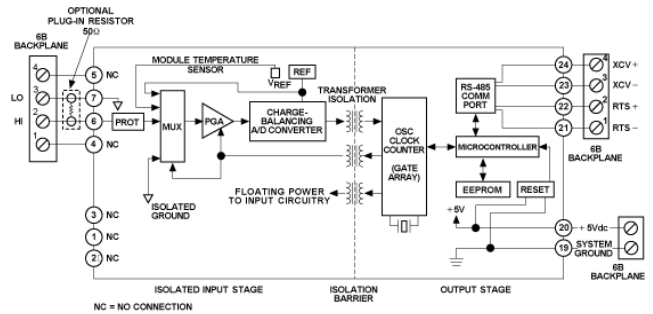 OPTIONAL
PLUG-IN RESISTOR
50Ω
6B
BACKPLANE
4
3
2
1
LO
HI
5 NC
7
6
4 NC
3 NC
1 NC
2 NC
PROT
MODULE TEMPERATURE
SENSOR
VREF
REF
MUX
PGA
CHARGE-
BALANCING
A/D CONVERTER
ISOLATED
GROUND
TRANSFORMER
ISOLATION
FLOATING POWER
TO INPUT CIRCUITRY
OSC
CLOCK
COUNTER
(GATE
ARRAY)
RS-485
COMM
PORT
MICROCONTROLLER
EEPROM
RESET
+5V
24 XCV+
23 XCV–
22 RTS+
21 RTS–
4
3
2
1
6B
BACKPLANE
20 +5Vdc
19 SYSTEM
GROUND
6B
BACKPLANE
ISOLATED INPUT STAGE
ISOLATION
BARRIER
OUTPUT STAGE
NC = NO CONNECTION